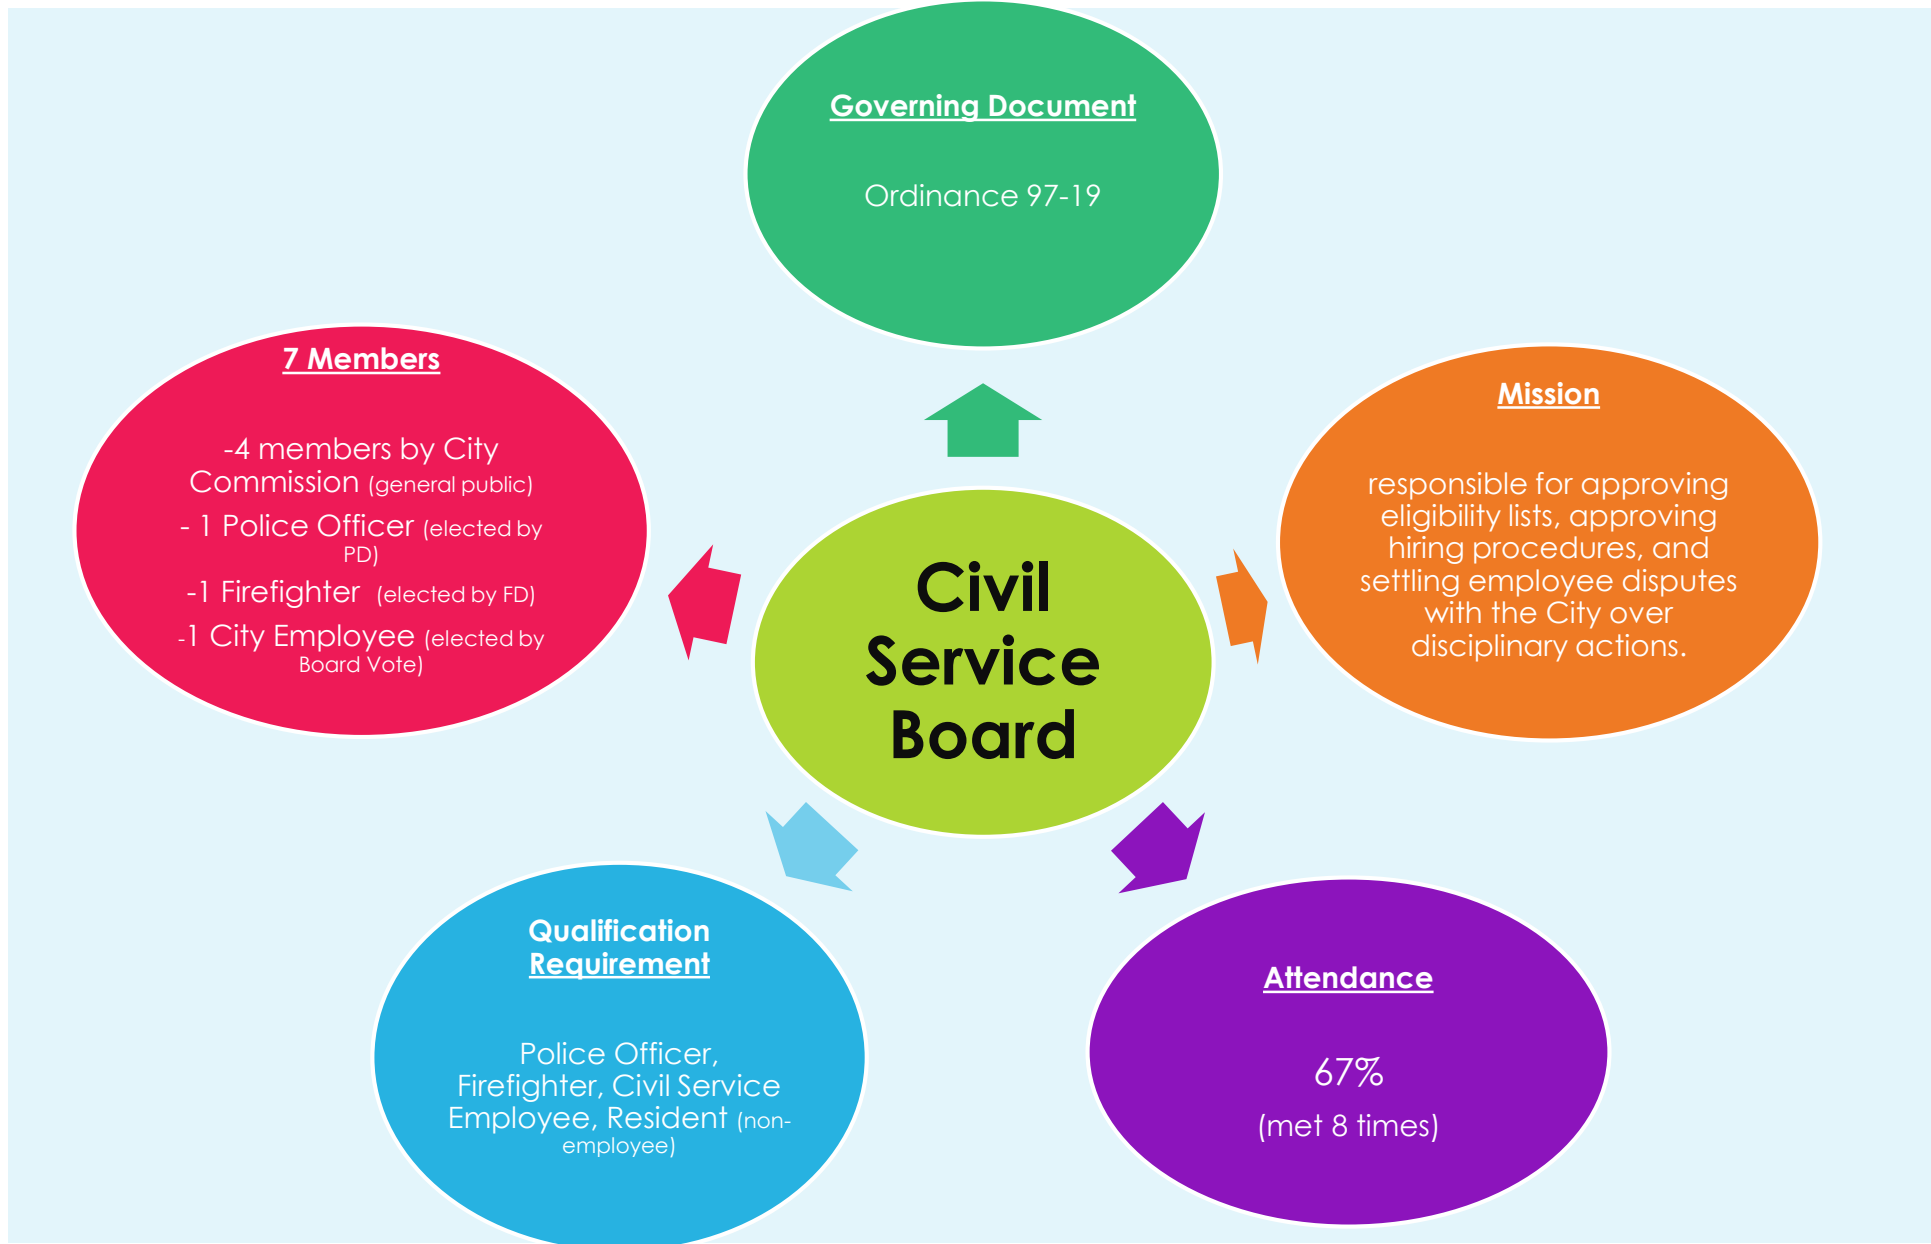 Governing Document
Ordinance 97-19
7 Members
-4 members by City
Commission (general public)
- 1 Police Officer (elected by
PD)
-1 Firefighter (elected by FD)
-1 City Employee (elected by
Board Vote)
Mission
responsible for approving
eligibility lists, approving
hiring procedures, and
settling employee disputes
with the City over
disciplinary actions.
Civil
Service
Board
Qualification
Requirement
Police Officer,
Firefighter, Civil Service
Employee, Resident (non-
employee)
Attendance
67%
(met 8 times)